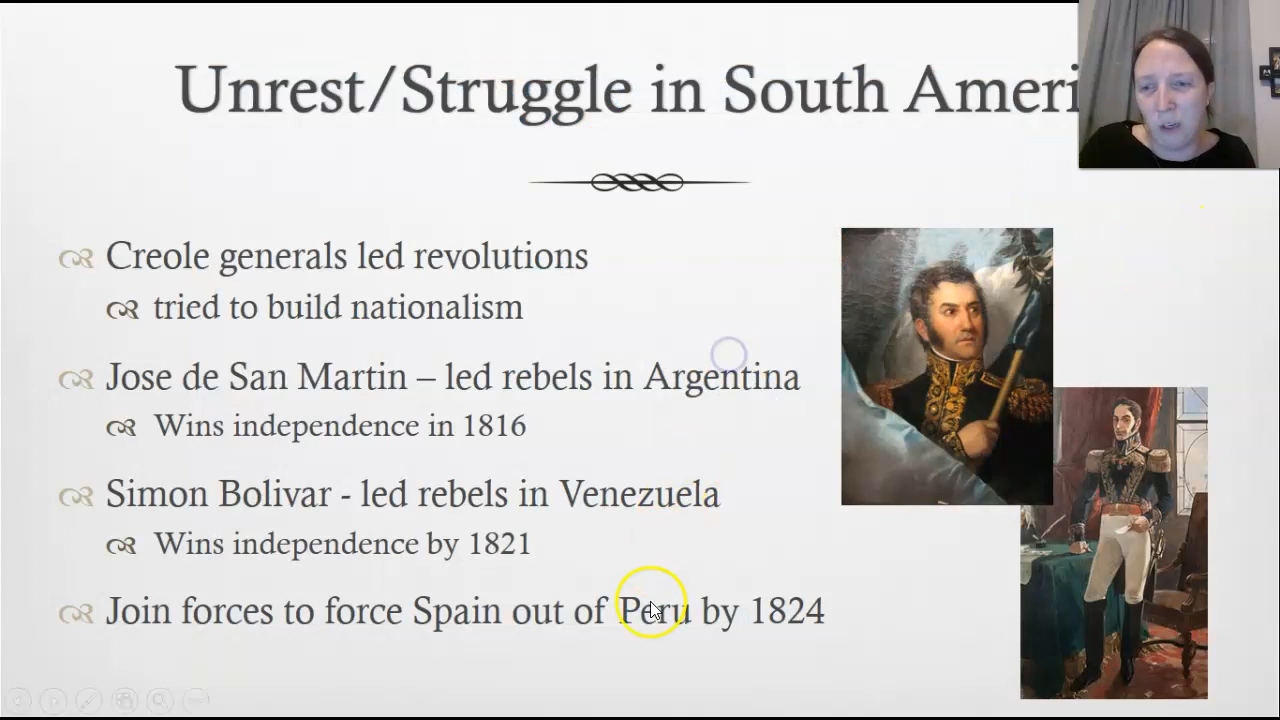 Unrest/Struggle in South Ameri
Creole generals led revolutions
tried to build nationalism
Jose de San Martin – led rebels in Argentina
Wins independence in 1816
Simon Bolivar - led rebels in Venezuela
Wins independence by 1821
Join forces to force Spain out of Peru by 1824